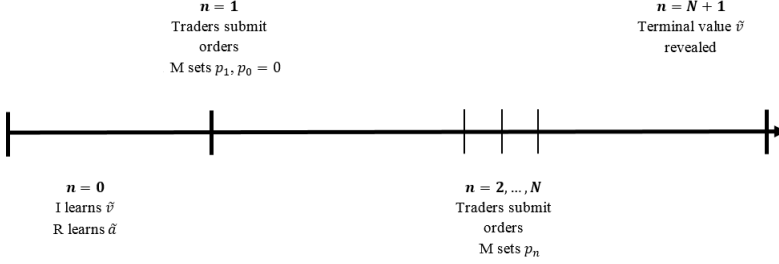 n = 1
Traders submit
orders
M sets p₁, p₀ = 0
n = N + 1
Terminal value ṽ
revealed
n = 0
I learns ṽ
R learns ã
n = 2, ..., N
Traders submit
orders
M sets pₙ